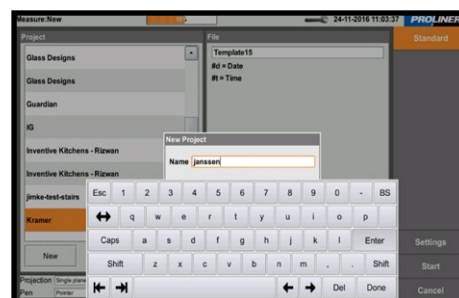 Measure:New
24-11-2016 11:03:37
PROLINER
Project
File
Standard
Glass Designs
Glass Designs
Guardian
IG
Inventive Kitchens - Rizwan
Inventive Kitchens - Rizwan
jimke-test-stairs
Kramer
Template15
#d = Date
#t = Time
New Project
Name janssen
Esc 1 2 3 4 5 6 7 8 9 0 - BS
q w e r t y u i o p
Caps a s d f g h j k l Enter
Shift z x c v b n m , . Shift
Del Done
New
Projection Single plane
Pen Pointer
Settings
Start
Cancel